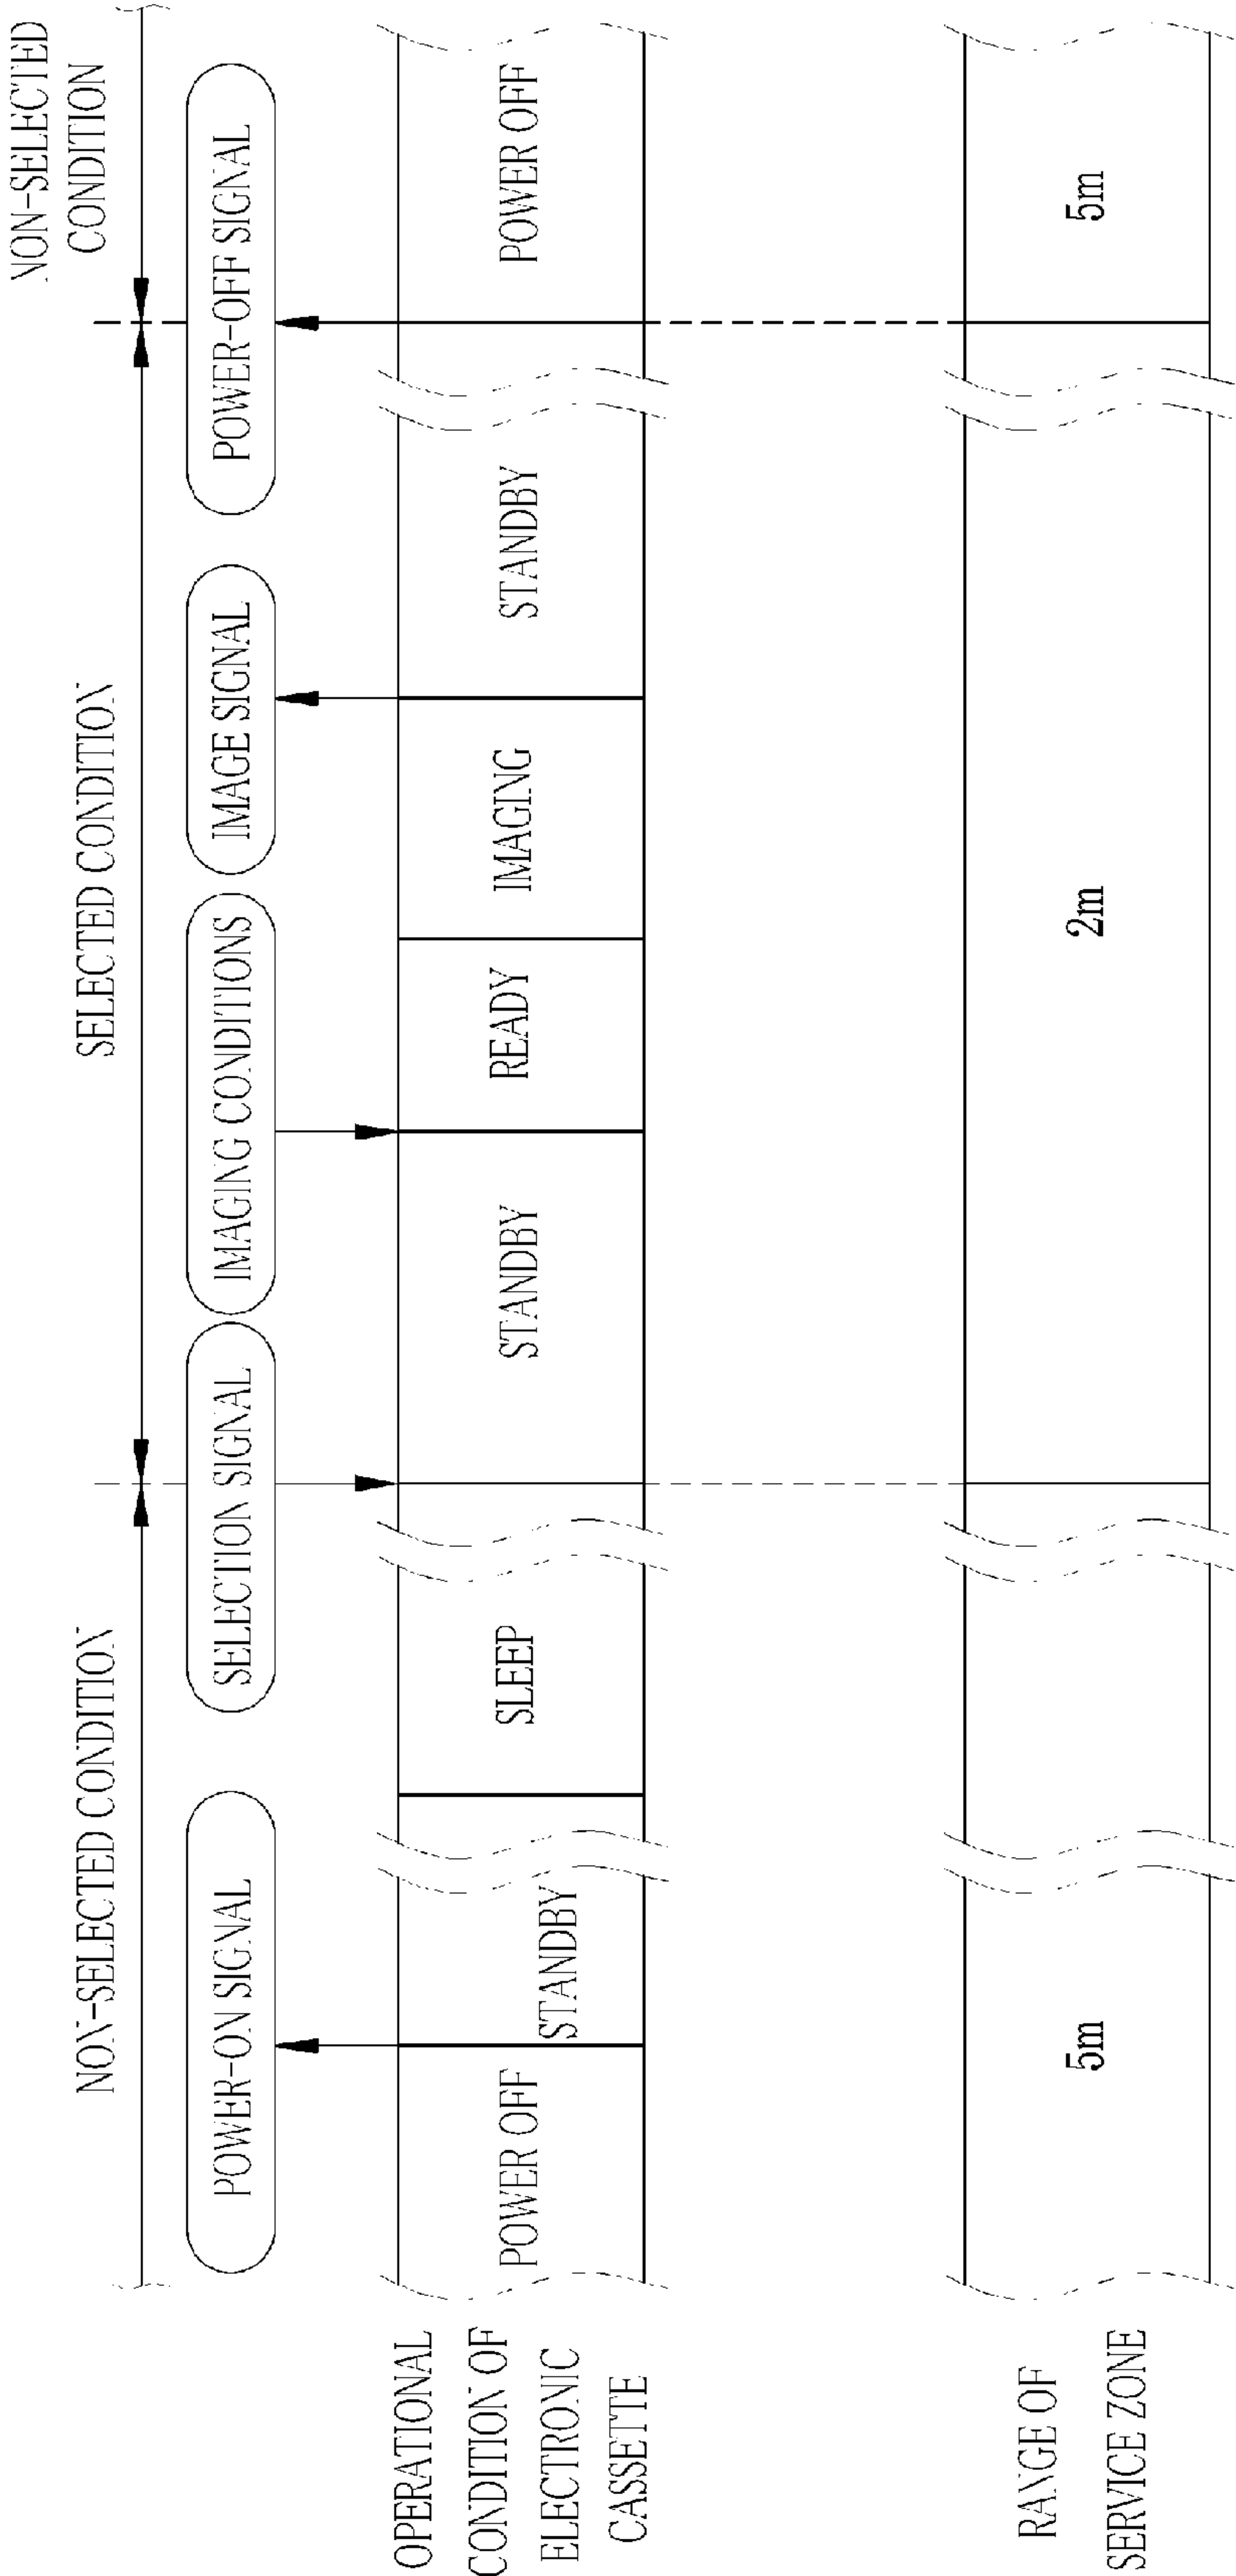 NON-SELECTED CONDITION
SELECTED CONDITION
NON-SELECTED
CONDITION
POWER-ON SIGNAL
SELECTION SIGNAL
IMAGING CONDITIONS
IMAGE SIGNAL
POWER-OFF SIGNAL
OPERATIONAL
CONDITION OF
ELECTRONIC
CASSETTE
POWER OFF
STANDBY
SLEEP
STANDBY
READY
IMAGING
STANDBY
POWER OFF
RANGE OF
SERVICE ZONE
5m
2m
5m